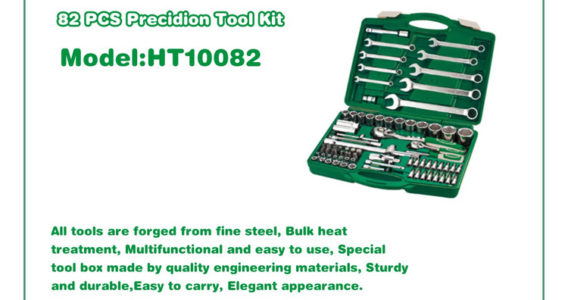 82 PCS Precidion Tool Kit
Model:HT10082
All tools are forged from fine steel, Bulk heat
treatment, Multifunctional and easy to use, Special
tool box made by quality engineering materials, Sturdy
and durable,Easy to carry, Elegant appearance.